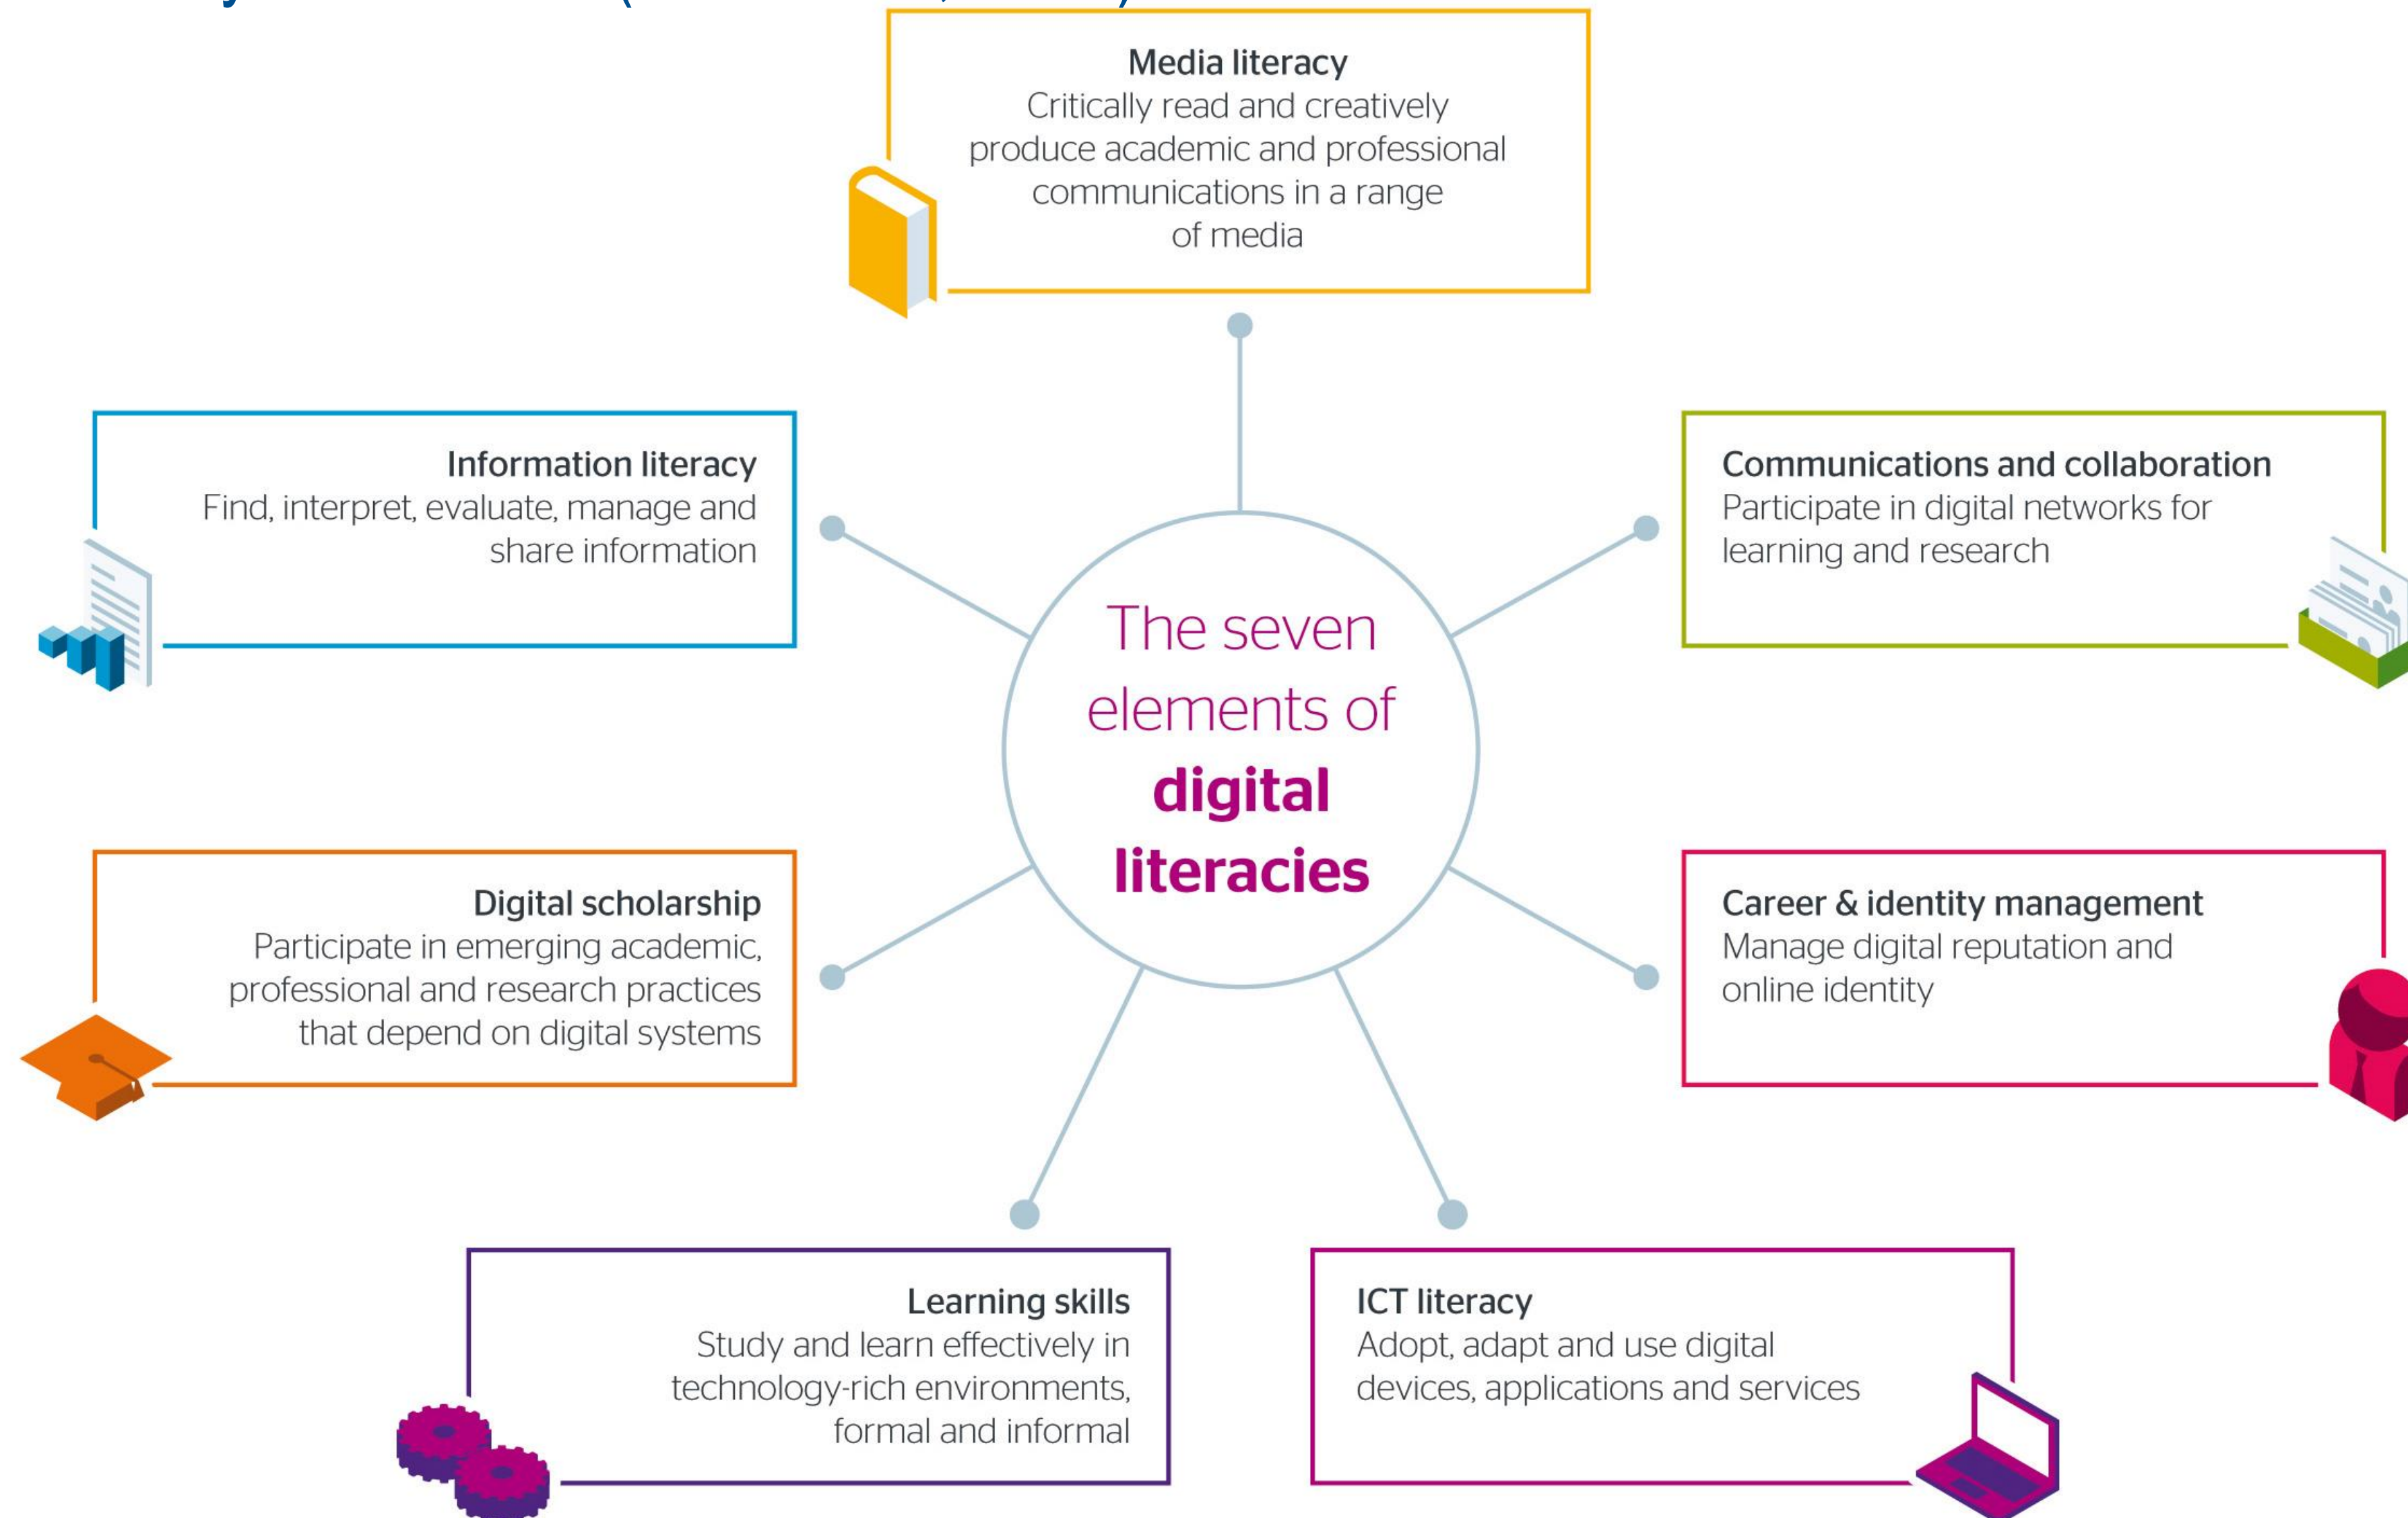 Media literacy
Critically read and creatively
produce academic and professional
communications in a range
of media
Information literacy
Find, interpret, evaluate, manage and
share information
Communications and collaboration
Participate in digital networks for
learning and research
The seven
elements of
digital
literacies
Digital scholarship
Participate in emerging academic,
professional and research practices
that depend on digital systems
Career & identity management
Manage digital reputation and
online identity
Learning skills
Study and learn effectively in
technology-rich environments,
formal and informal
ICT literacy
Adopt, adapt and use digital
devices, applications and services